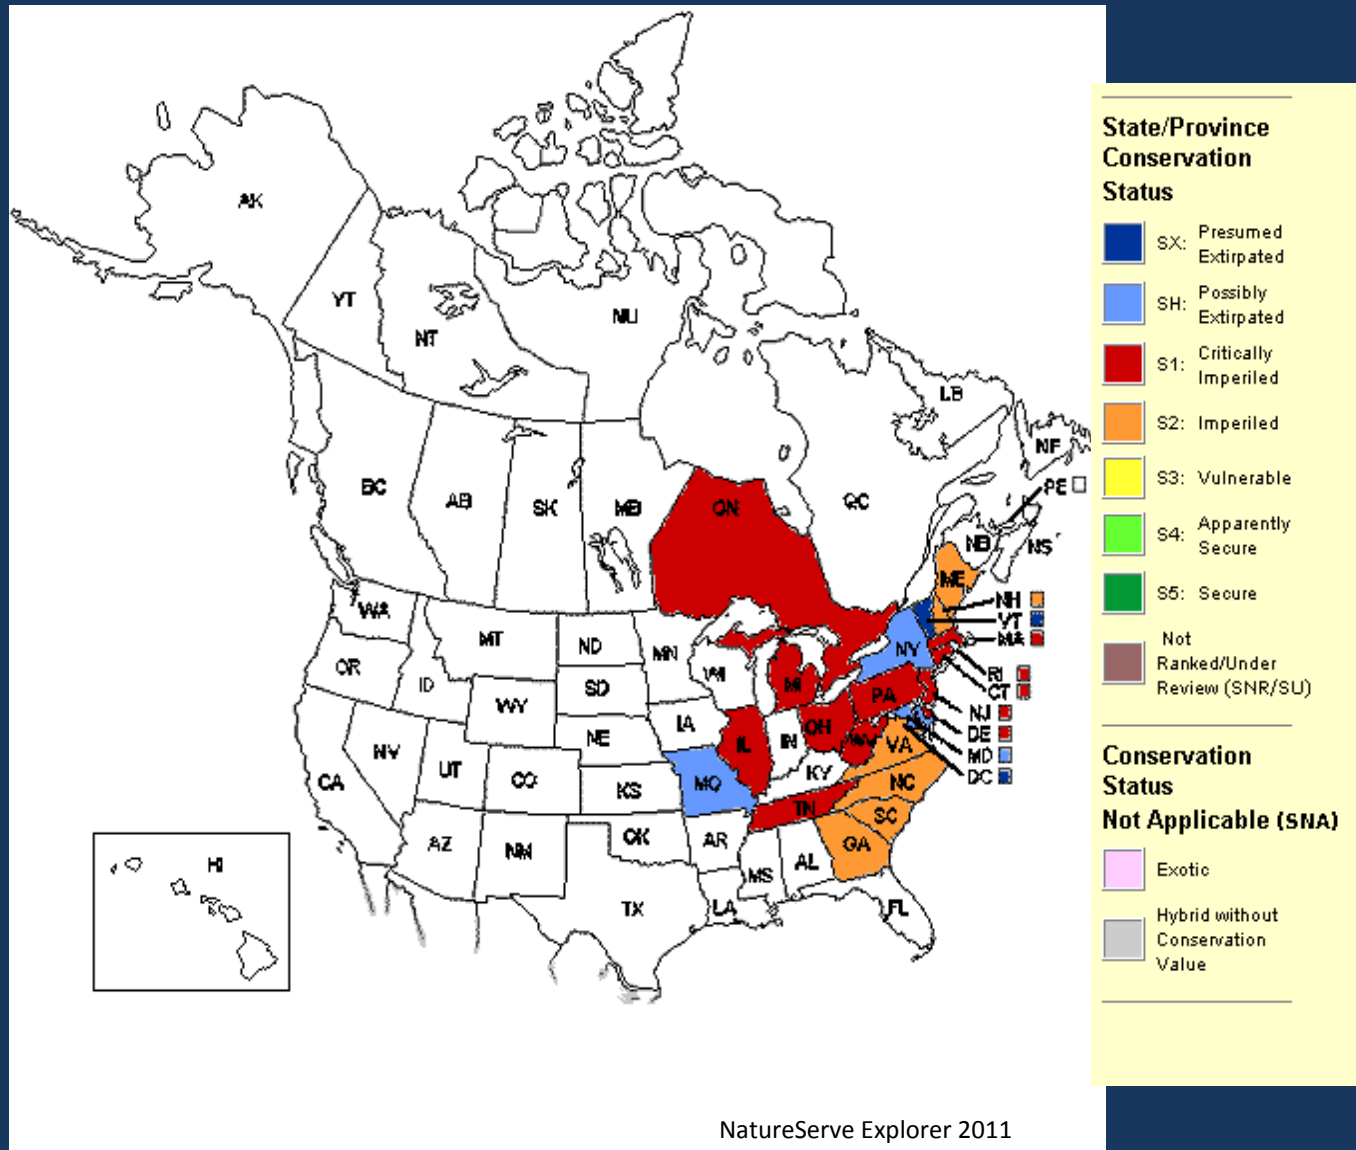 AK
YT
NT
NU
LB
NF
BC
AB
SK
MB
ON
QC
PE
NB
NS
ME
WA
MT
ND
MN
NH
VT
MA
OR
ID
SD
WI
NY
RI
CT
MI
PA
NJ
WY
IA
DE
NV
NE
IL
IN
OH
WV
VA
MD
UT
CO
CA
KS
MO
KY
DC
NC
TN
SC
AZ
NM
OK
AR
GA
HI
MS
AL
TX
LA
FL
State/Province
Conservation
Status
SX: Presumed
Extirpated
SH: Possibly
Extirpated
S1: Critically
Imperiled
S2: Imperiled
S3: Vulnerable
S4: Apparently
Secure
S5: Secure
Not
Ranked/Under
Review (SNR/SU)
Conservation
Status
Not Applicable (SNA)
Exotic
Hybrid without
Conservation
Value
NatureServe Explorer 2011